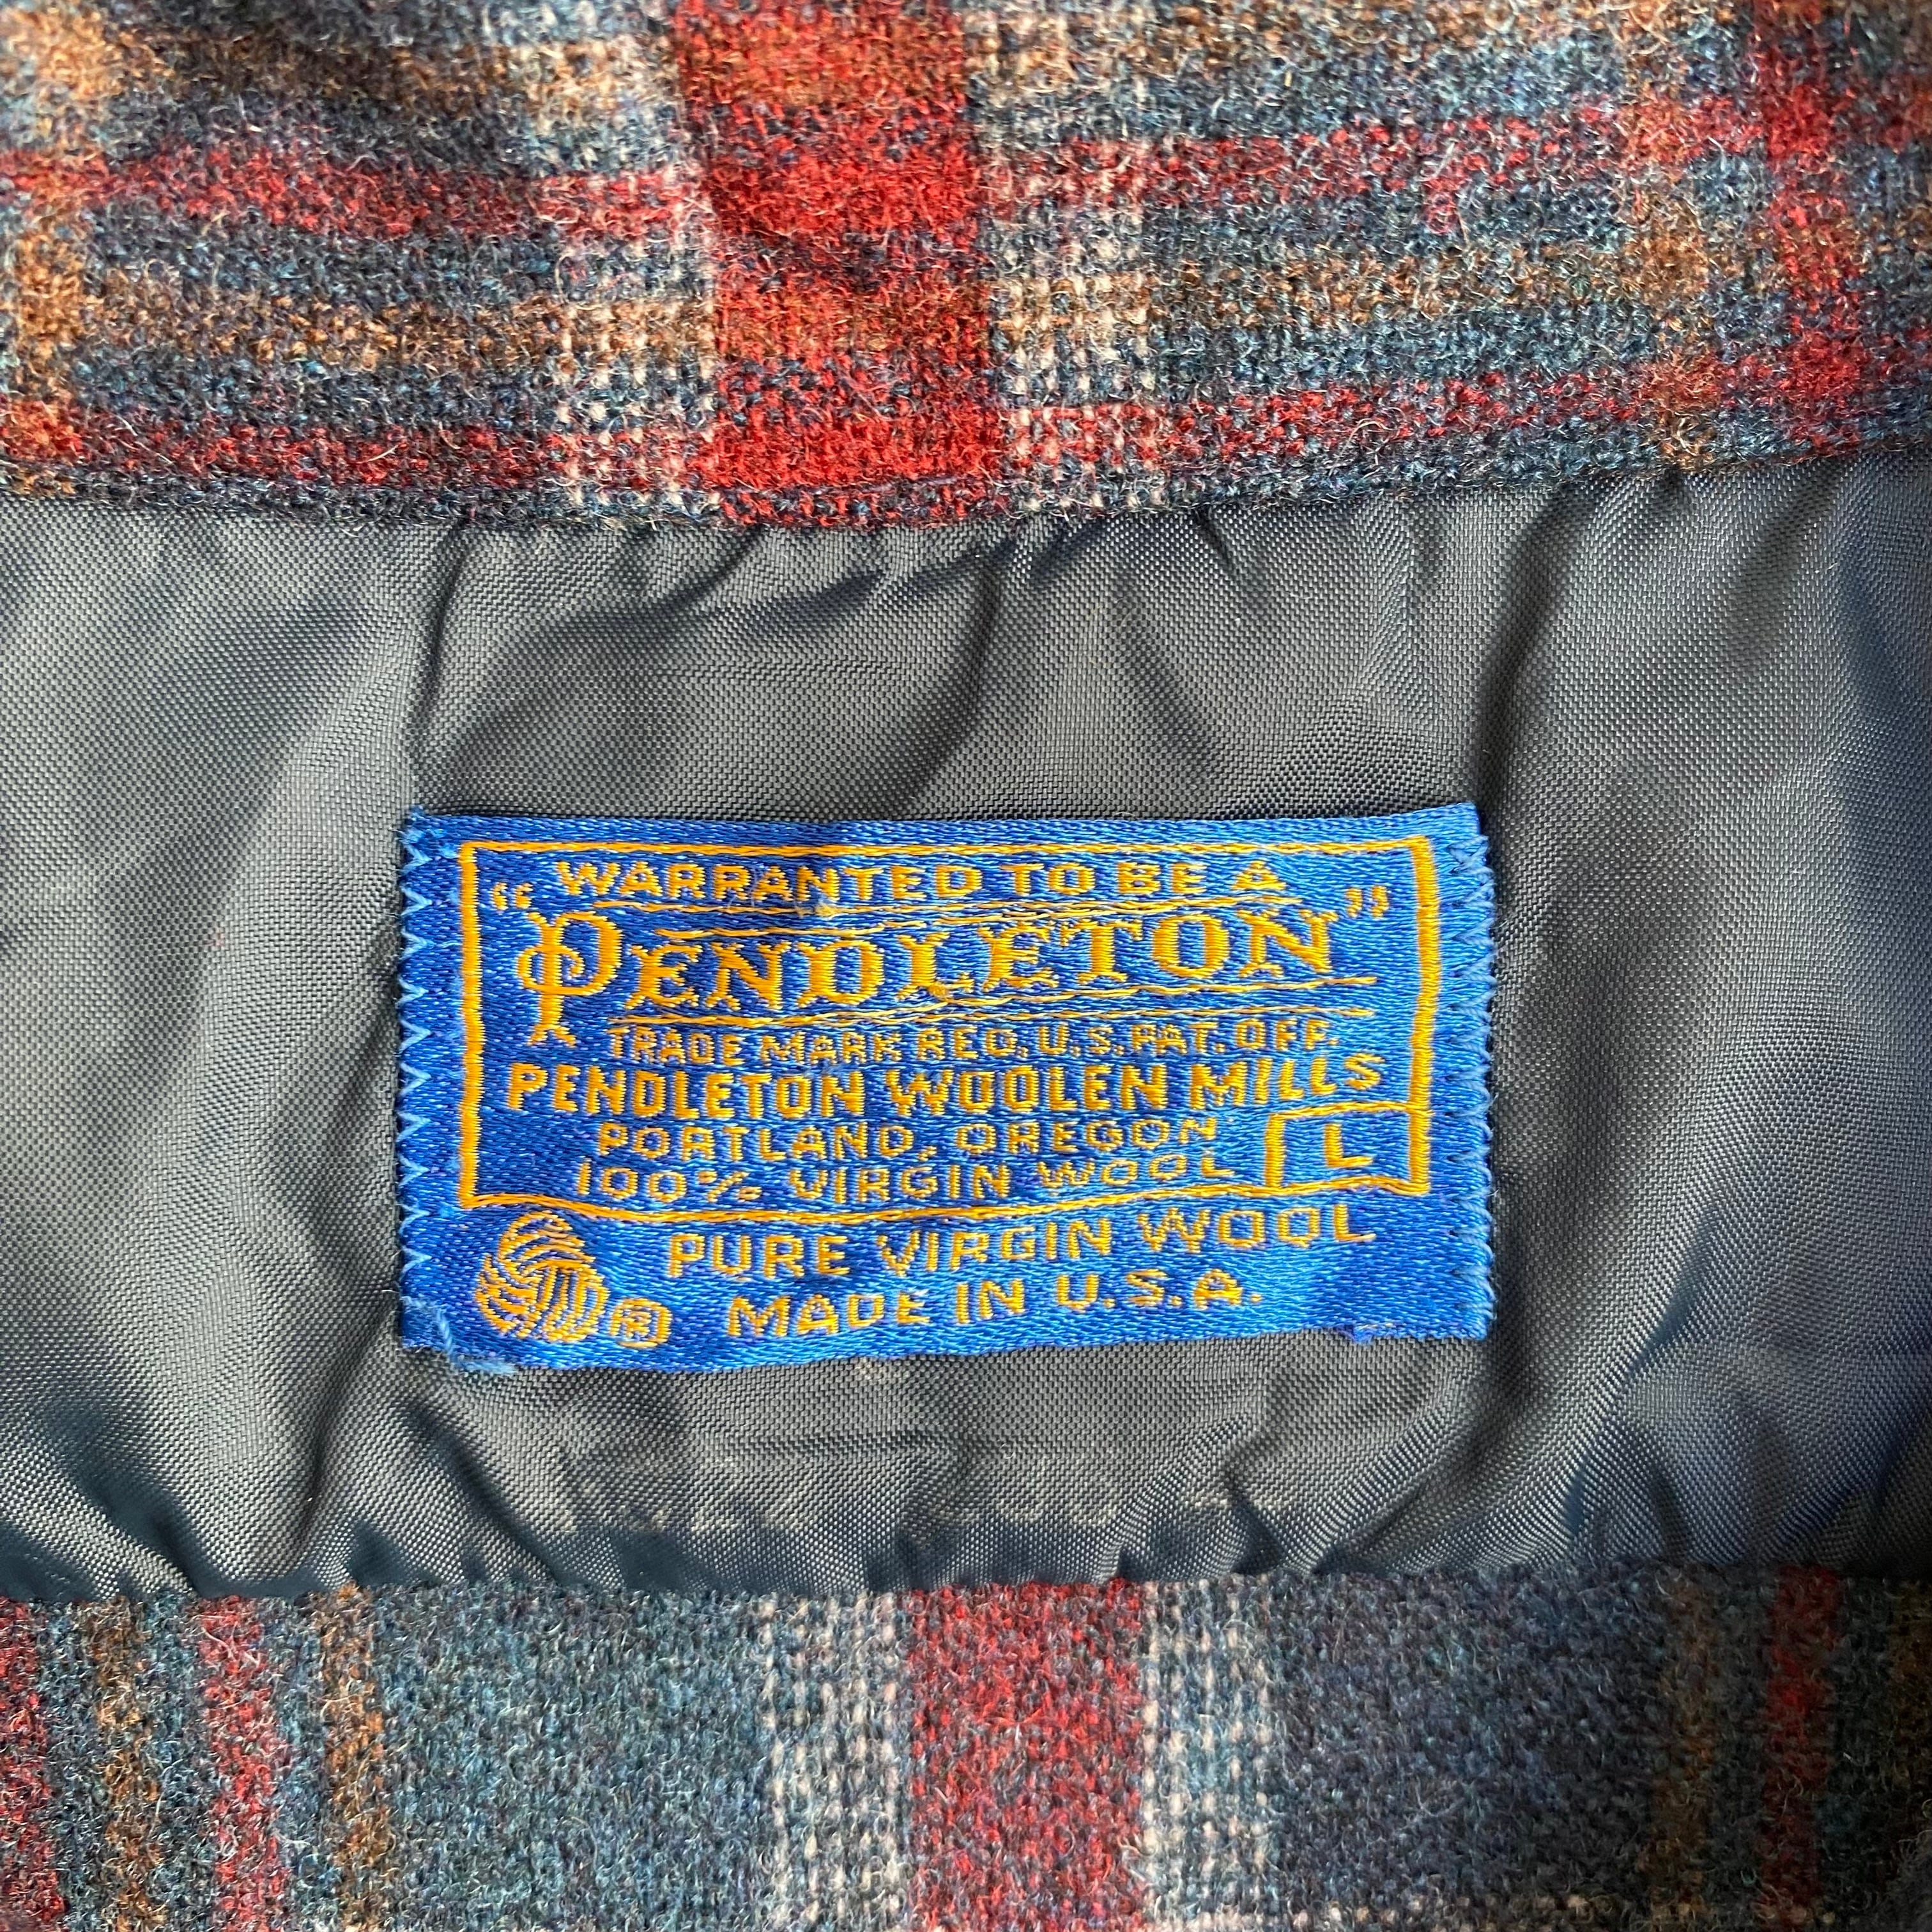 WARRANTED TO BE A
"PENDLETON"
TRADE MARK REG. U.S. PAT. OFF.
PENDLETON WOOLEN MILLS
PORTLAND, OREGON
100% VIRGIN WOOL
L
PURE VIRGIN WOOL
® MADE IN U.S.A.